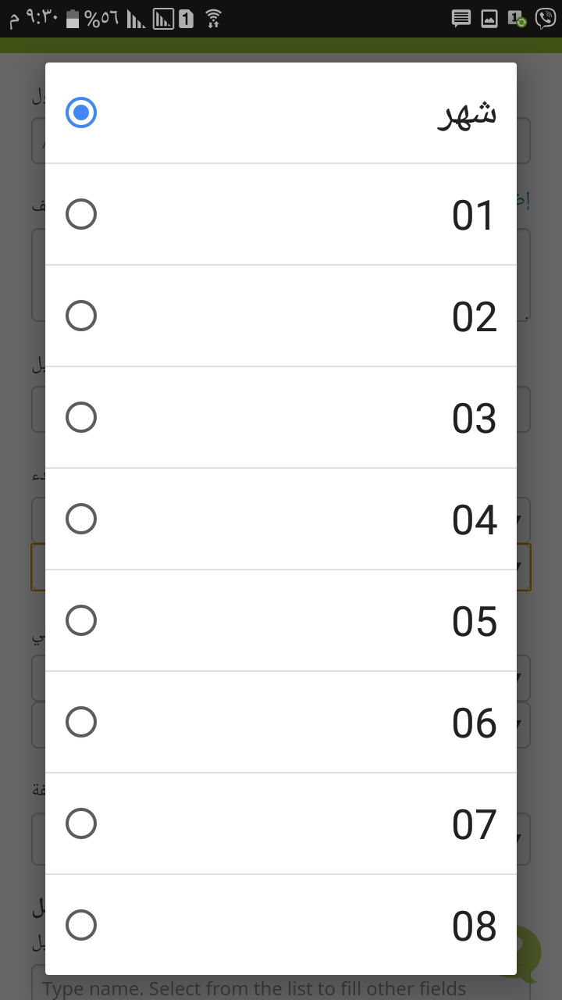 ٩:٣٠ م %٥٦ 1
شهر
01
02
03
04
05
06
07
08
Type name. Select from the list to fill other fields